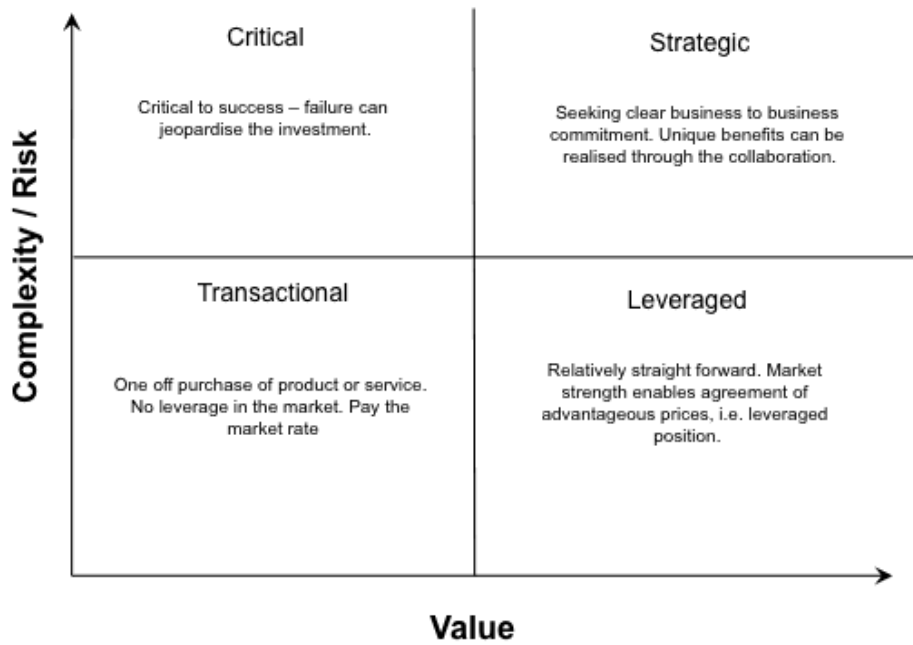 Critical
Critical to success – failure can
jeopardise the investment.
Strategic
Seeking clear business to business
commitment. Unique benefits can be
realised through the collaboration.
Complexity / Risk
Transactional
One off purchase of product or service.
No leverage in the market. Pay the
market rate
Leveraged
Relatively straight forward. Market
strength enables agreement of
advantageous prices, i.e. leveraged
position.
Value